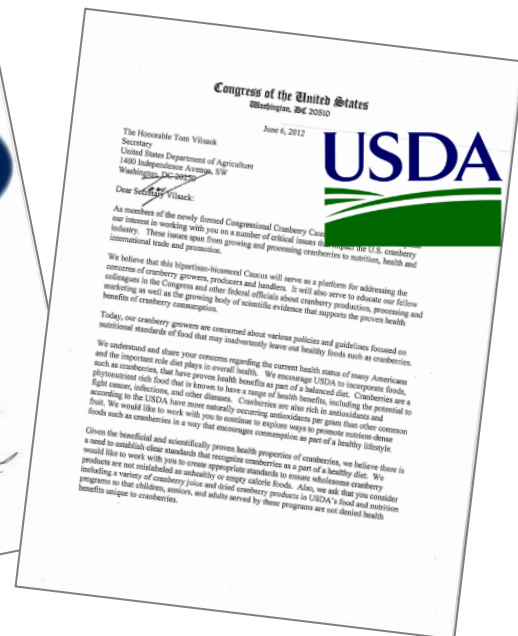 Congress of the United States
Washington, DC 20510
June 6, 2012
The Honorable Tom Vilsack
Secretary
United States Department of Agriculture
1400 Independence Avenue, SW
Washington, DC 20250
USDA
Dear Secretary Vilsack:
As members of the newly formed Congressional Cranberry
our interest in working with you on a number of critical issues that impact the U.S. cranberry
industry. These issues span from growing and processing cranberries to nutrition, health and
international trade and promotion.
We believe that this bipartisan-bicameral Caucus will serve as a platform for addressing the
concerns of cranberry growers, producers and handlers. It will also serve to educate our fellow
colleagues in the Congress and other federal officials about cranberry production, processing and
marketing as well as the growing body of scientific evidence that supports the proven health
benefits of cranberry consumption.
Today, our cranberry growers are concerned about various policies and guidelines focused on
nutritional standards of food that may inadvertently leave out healthy foods such as cranberries.
We understand and share your concerns regarding the current health status of many Americans
and the important role diet plays in overall health. We encourage USDA to incorporate foods,
such as cranberries, that have proven health benefits as part of a balanced diet. Cranberries are a
phytonutrient rich food that is known to have a range of health benefits, including the potential to
fight cancer, infections, and other diseases. Cranberries are also rich in antioxidants and
according to the USDA have more naturally occurring antioxidants per gram than other common
fruit. We would like to work with you to continue to explore ways to promote nutrient-dense
foods such as cranberries in a way that encourages consumption as part of a healthy lifestyle.
Given the beneficial and scientifically proven health properties of cranberries, we believe there is
a need to establish clear standards that recognize cranberries as a part of a healthy diet. We
would like to work with you to create appropriate standards to ensure wholesome cranberry
products are not mislabeled as unhealthy or empty calorie foods. Also, we ask that you consider
including a variety of cranberry juice and dried cranberry products in USDA's food and nutrition
programs so that children, seniors, and adults served by these programs are not denied health
benefits unique to cranberries.